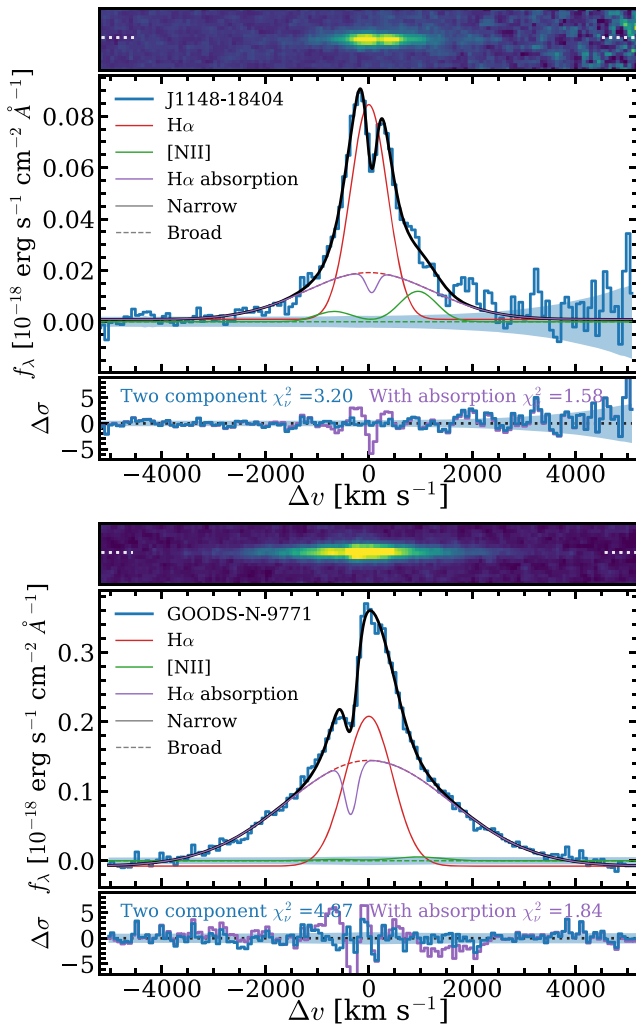 0.08
0.06
0.04
0.02
0.00
f_λ [10⁻¹⁸ erg s⁻¹ cm⁻² Å⁻¹]
J1148-18404
Hα
[NII]
Hα absorption
Narrow
Broad
5
0
−5
Δσ
Two component χ²_ν =3.20 With absorption χ²_ν =1.58
−4000 −2000 0 2000 4000
Δv [km s⁻¹]
0.3
0.2
0.1
0.0
f_λ [10⁻¹⁸ erg s⁻¹ cm⁻² Å⁻¹]
GOODS-N-9771
Hα
[NII]
Hα absorption
Narrow
Broad
5
0
−5
Δσ
Two component χ²_ν =4.87 With absorption χ²_ν =1.84
−4000 −2000 0 2000 4000
Δv [km s⁻¹]